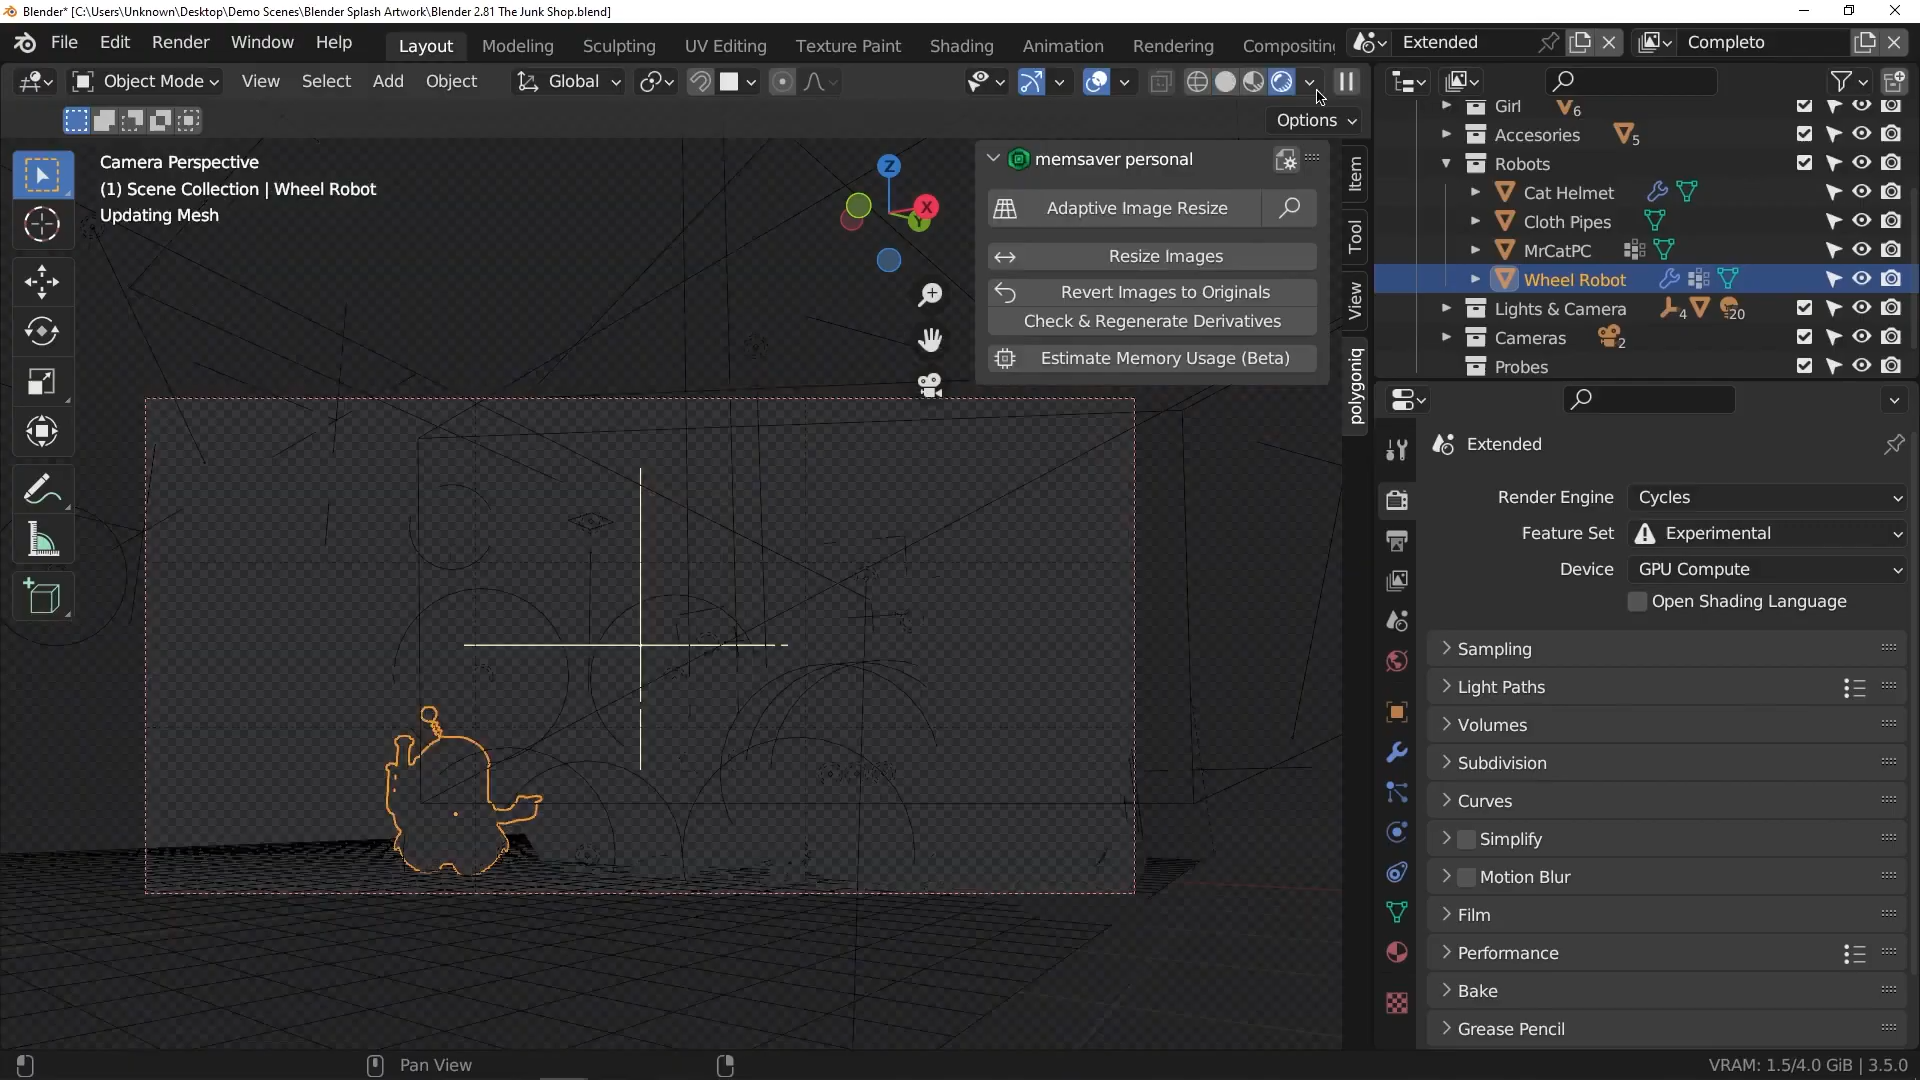 Blender* [C:\Users\Unknown\Desktop\Demo Scenes\Blender Splash Artwork\Blender 2.81 The Junk Shop.blend]
File Edit Render Window Help Layout Modeling Sculpting UV Editing Texture Paint Shading Animation Rendering Compositing Extended Completo
Object Mode View Select Add Object Global
Options
Camera Perspective
(1) Scene Collection | Wheel Robot
Updating Mesh
Z
X
Y
memsaver personal
Adaptive Image Resize
Resize Images
Revert Images to Originals
Check & Regenerate Derivatives
Estimate Memory Usage (Beta)
Item
Tool
View
polygoniq
Girl 6
Accesories 5
Robots
Cat Helmet
Cloth Pipes
MrCatPC
Wheel Robot
Lights & Camera 4 20
Cameras 2
Probes
Extended
Render Engine Cycles
Feature Set Experimental
Device GPU Compute
Open Shading Language
Sampling
Light Paths
Volumes
Subdivision
Curves
Simplify
Motion Blur
Film
Performance
Bake
Grease Pencil
Pan View
VRAM: 1.5/4.0 GiB | 3.5.0